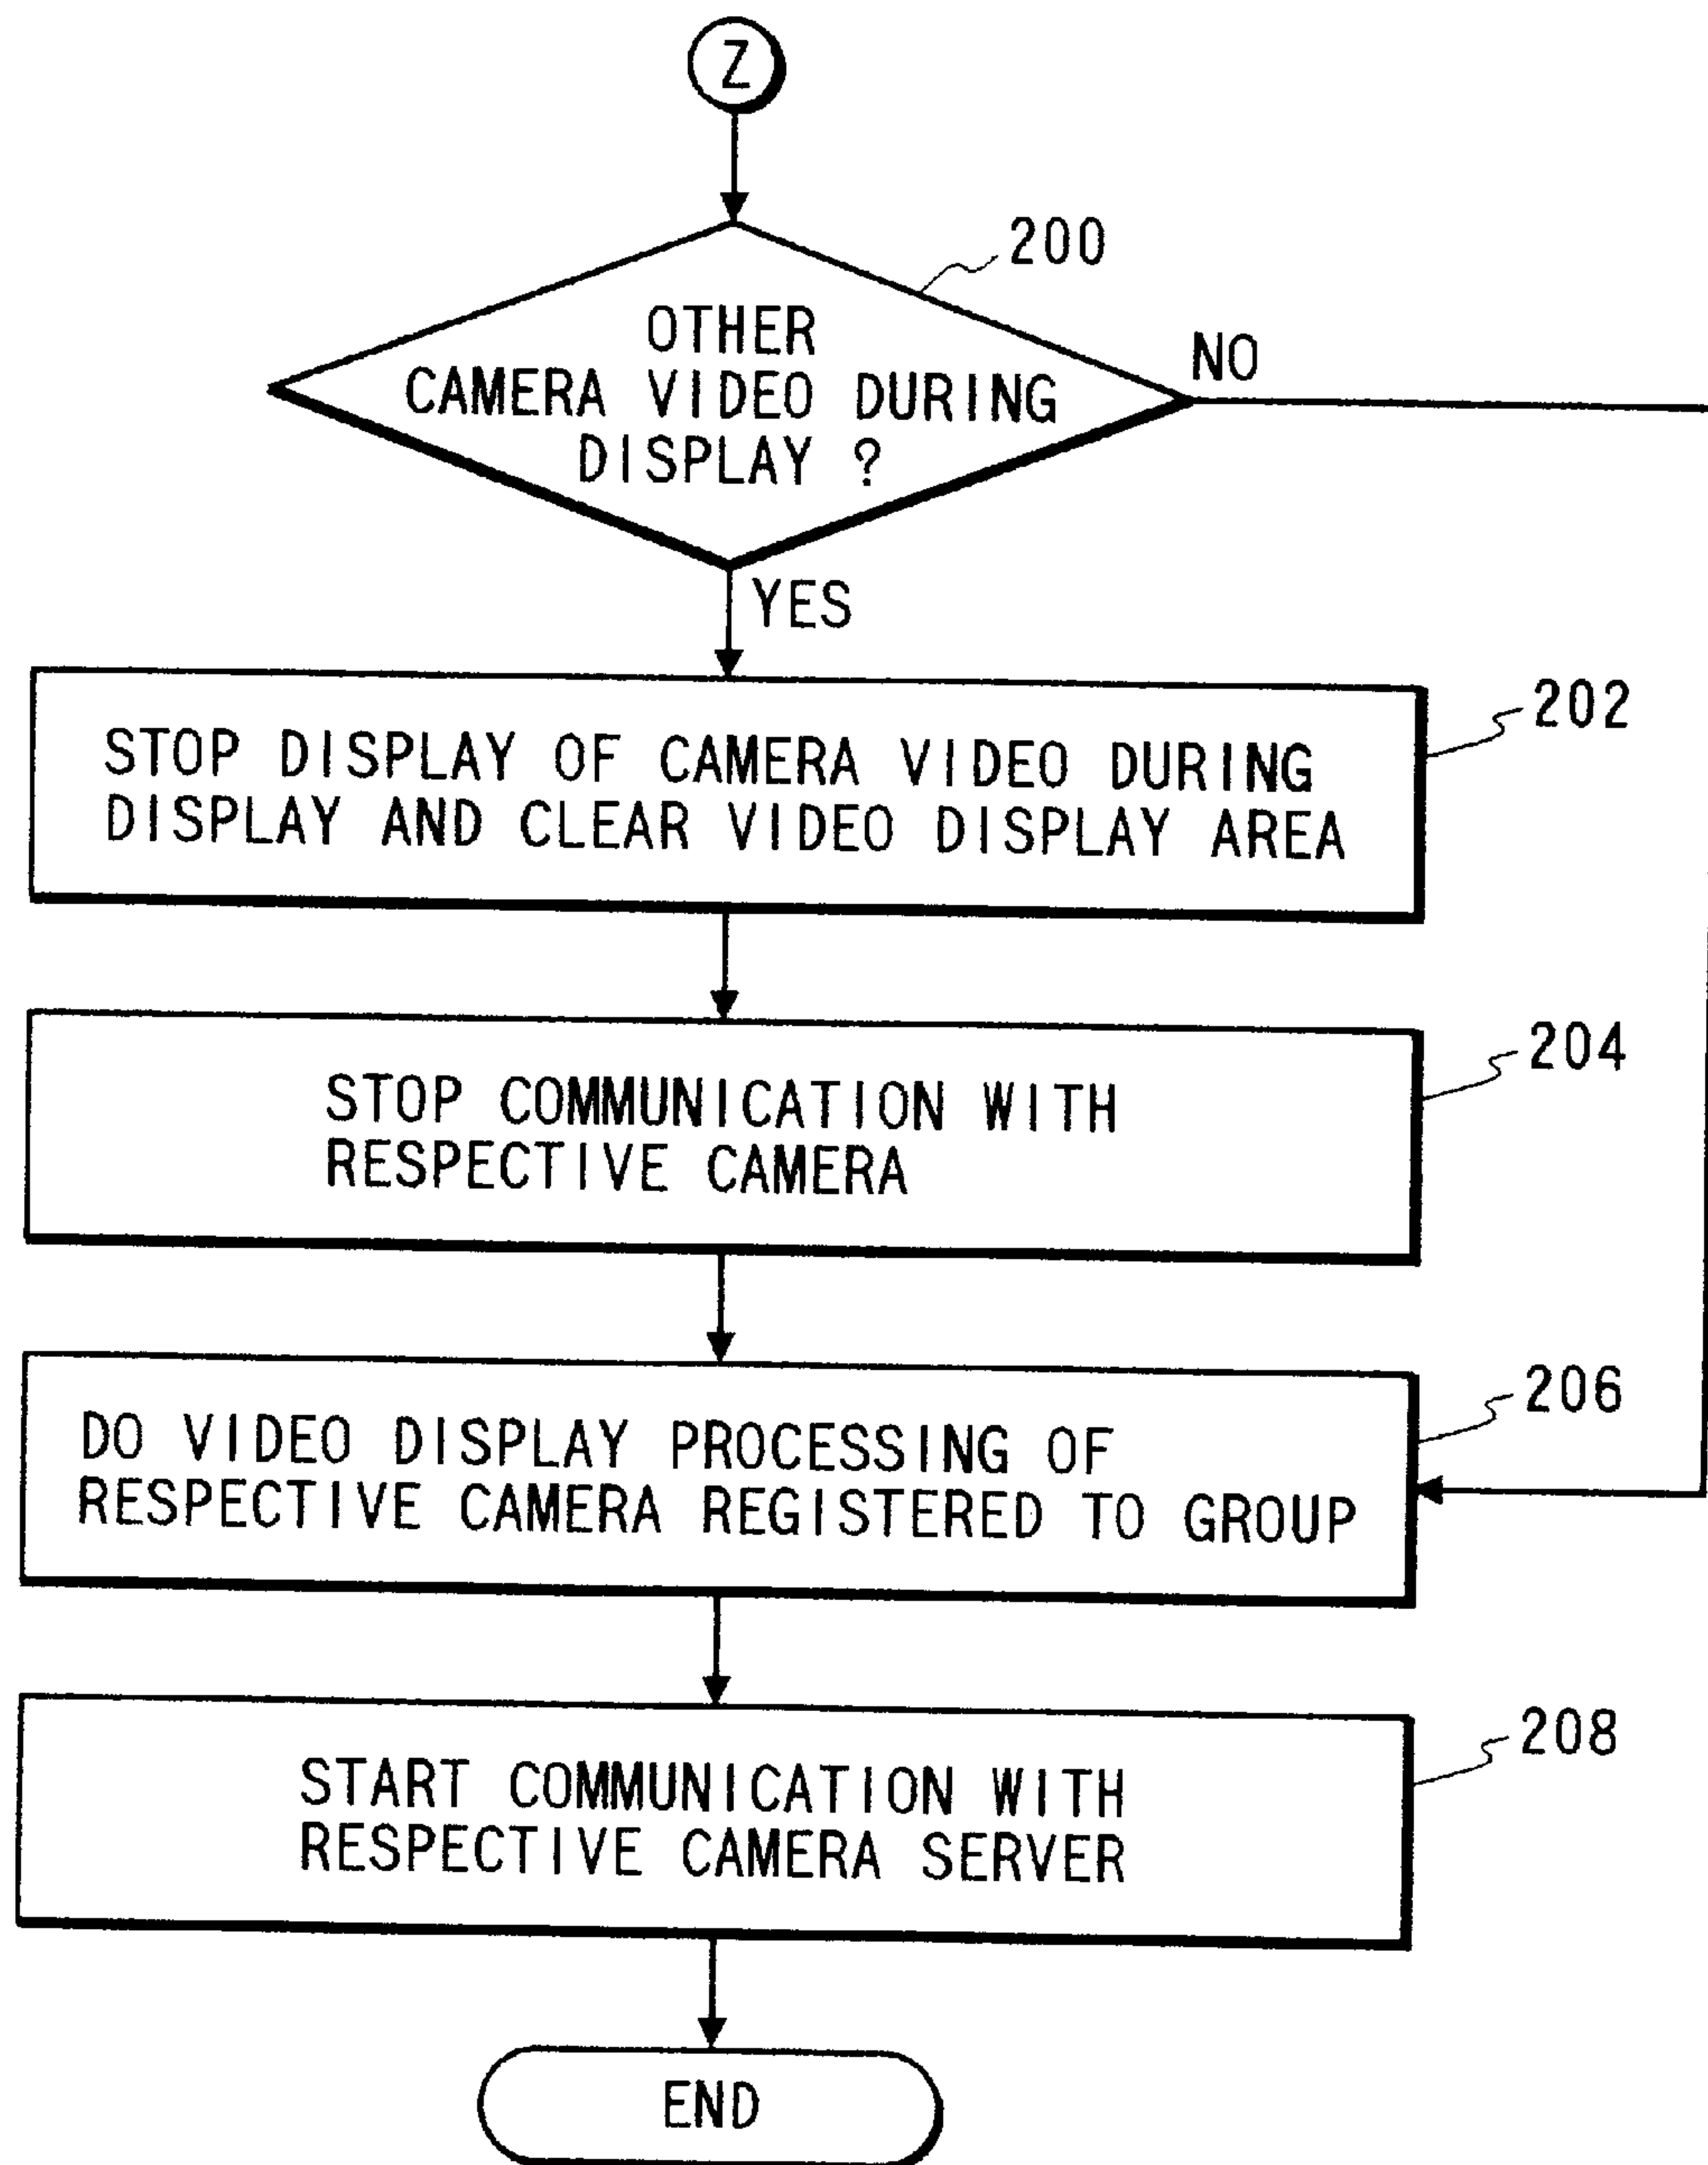 Z
200
OTHER
CAMERA VIDEO DURING
DISPLAY ?
NO
YES
202
STOP DISPLAY OF CAMERA VIDEO DURING
DISPLAY AND CLEAR VIDEO DISPLAY AREA
204
STOP COMMUNICATION WITH
RESPECTIVE CAMERA
206
DO VIDEO DISPLAY PROCESSING OF
RESPECTIVE CAMERA REGISTERED TO GROUP
208
START COMMUNICATION WITH
RESPECTIVE CAMERA SERVER
END